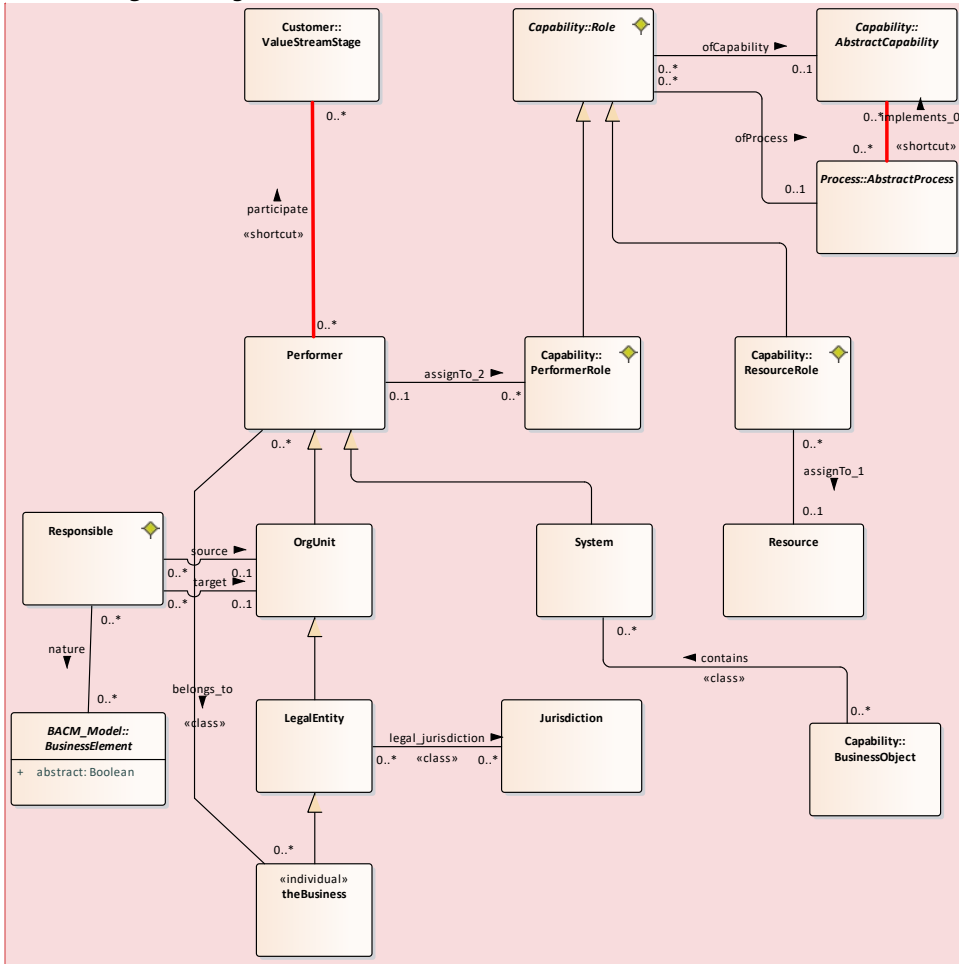 Customer::
ValueStreamStage
Capability::Role
Capability::
AbstractCapability
ofCapability
0..*
0..*
0..1
0..*
0..*
implements_0
ofProcess
0..*
«shortcut»
Process::AbstractProcess
0..1
participate
«shortcut»
0..*
Performer
Capability::
PerformerRole
Capability::
ResourceRole
assignTo_2
0..1
0..*
0..*
0..*
assignTo_1
0..1
Responsible
OrgUnit
System
Resource
source
0..*
0..1
target
0..*
0..1
0..*
0..*
nature
contains
«class»
0..*
belongs_to
«class»
0..*
BACM_Model::
BusinessElement
+ abstract: Boolean
LegalEntity
Jurisdiction
legal_jurisdiction
0..*
«class»
0..*
Capability::
BusinessObject
0..*
«individual»
theBusiness